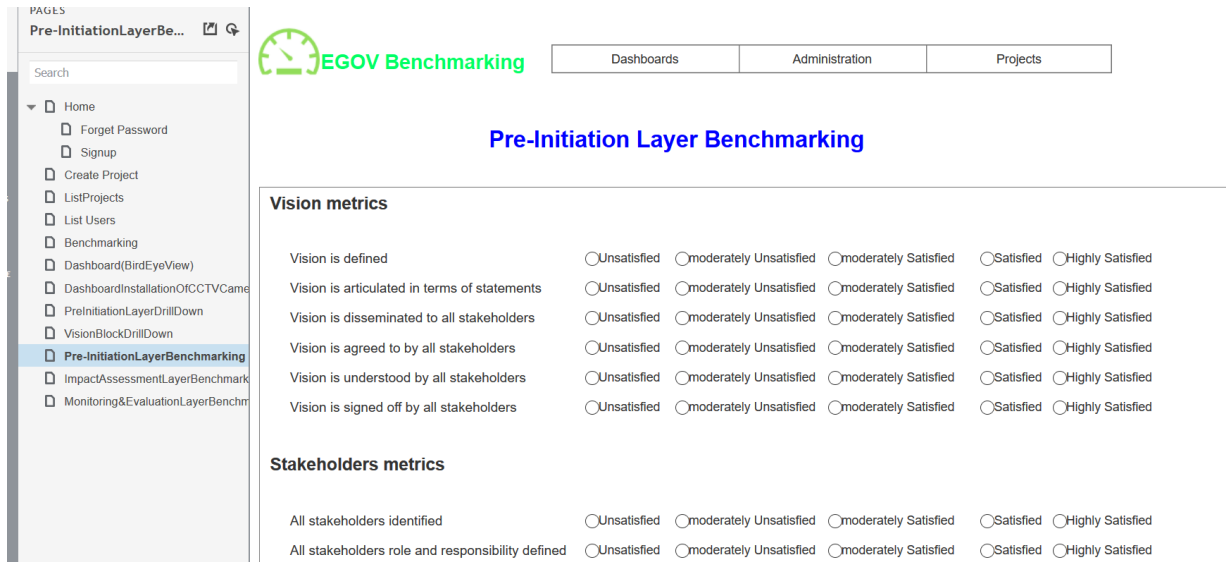 PAGES
Pre-InitiationLayerBe...
Search
Home
Forget Password
Signup
Create Project
ListProjects
List Users
Benchmarking
Dashboard(BirdEyeView)
DashboardInstallationOfCCTVCame
PreInitiationLayerDrillDown
VisionBlockDrillDown
Pre-InitiationLayerBenchmarking
ImpactAssessmentLayerBenchmark
Monitoring&EvaluationLayerBenchm
EGOV Benchmarking
Dashboards Administration Projects
Pre-Initiation Layer Benchmarking
Vision metrics
Vision is defined Unsatisfied moderately Unsatisfied moderately Satisfied Satisfied Highly Satisfied
Vision is articulated in terms of statements Unsatisfied moderately Unsatisfied moderately Satisfied Satisfied Highly Satisfied
Vision is disseminated to all stakeholders Unsatisfied moderately Unsatisfied moderately Satisfied Satisfied Highly Satisfied
Vision is agreed to by all stakeholders Unsatisfied moderately Unsatisfied moderately Satisfied Satisfied Highly Satisfied
Vision is understood by all stakeholders Unsatisfied moderately Unsatisfied moderately Satisfied Satisfied Highly Satisfied
Vision is signed off by all stakeholders Unsatisfied moderately Unsatisfied moderately Satisfied Satisfied Highly Satisfied
Stakeholders metrics
All stakeholders identified Unsatisfied moderately Unsatisfied moderately Satisfied Satisfied Highly Satisfied
All stakeholders role and responsibility defined Unsatisfied moderately Unsatisfied moderately Satisfied Satisfied Highly Satisfied